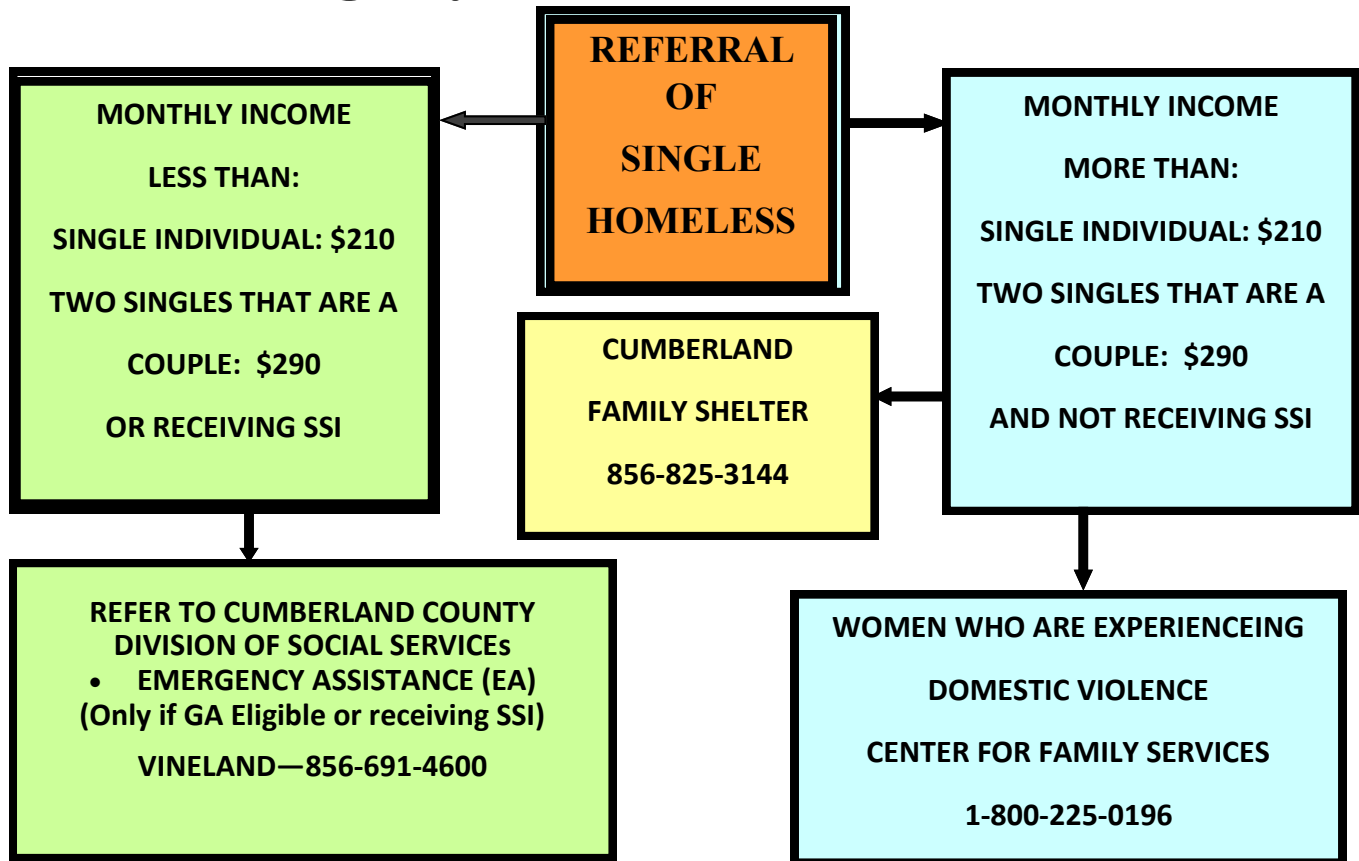 REFERRAL
OF
SINGLE
HOMELESS
MONTHLY INCOME
LESS THAN:
SINGLE INDIVIDUAL: $210
TWO SINGLES THAT ARE A
COUPLE: $290
OR RECEIVING SSI
MONTHLY INCOME
MORE THAN:
SINGLE INDIVIDUAL: $210
TWO SINGLES THAT ARE A
COUPLE: $290
AND NOT RECEIVING SSI
CUMBERLAND
FAMILY SHELTER
856-825-3144
REFER TO CUMBERLAND COUNTY
DIVISION OF SOCIAL SERVICEs
• EMERGENCY ASSISTANCE (EA)
(Only if GA Eligible or receiving SSI)
VINELAND—856-691-4600
WOMEN WHO ARE EXPERIENCEING
DOMESTIC VIOLENCE
CENTER FOR FAMILY SERVICES
1-800-225-0196